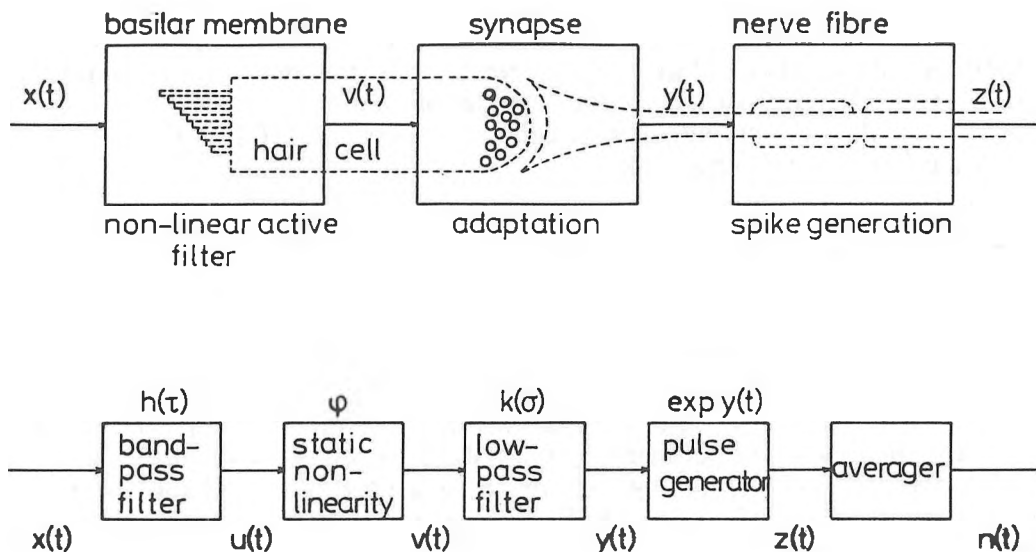 basilar membrane
synapse
nerve fibre
x(t)
v(t)
y(t)
z(t)
hair cell
non-linear active
filter
adaptation
spike generation
h(τ)
φ
k(σ)
exp y(t)
band-
pass
filter
static
non-
linearity
low-
pass
filter
pulse
generator
averager
x(t)
u(t)
v(t)
y(t)
z(t)
n(t)